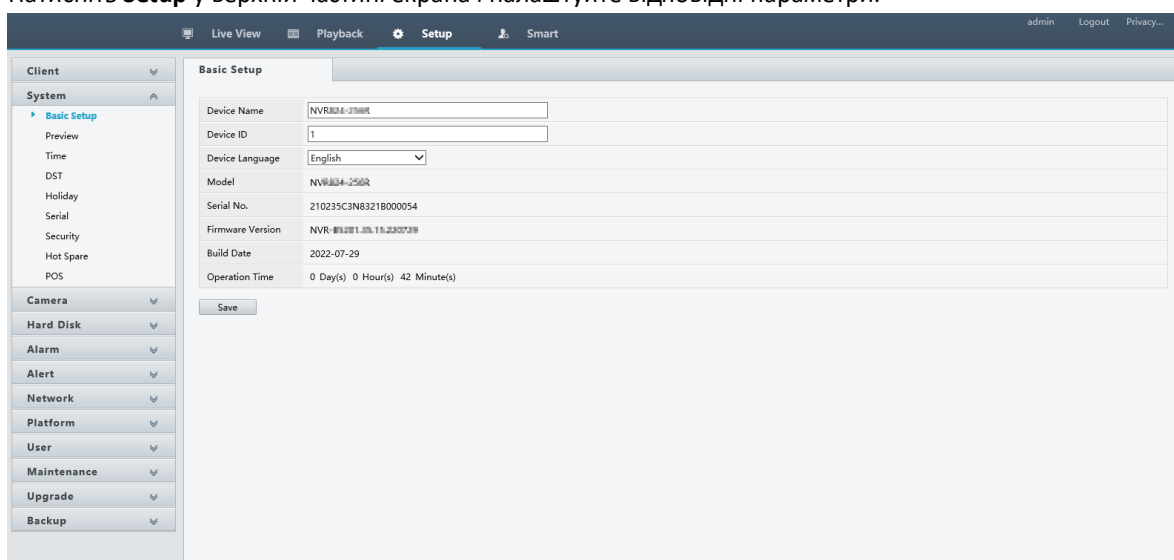 Натисніть Setup у верхній частині екрана і налаштуйте відповідні параметри.
admin Logout Privacy...
Live View Playback Setup Smart
Client
Basic Setup
System
Basic Setup
Preview
Time
DST
Holiday
Serial
Security
Hot Spare
POS
Camera
Hard Disk
Alarm
Alert
Network
Platform
User
Maintenance
Upgrade
Backup
Device Name
Device ID 1
Device Language English
Model
Serial No. 210235C3N8321B000054
Firmware Version
Build Date 2022-07-29
Operation Time 0 Day(s) 0 Hour(s) 42 Minute(s)
Save